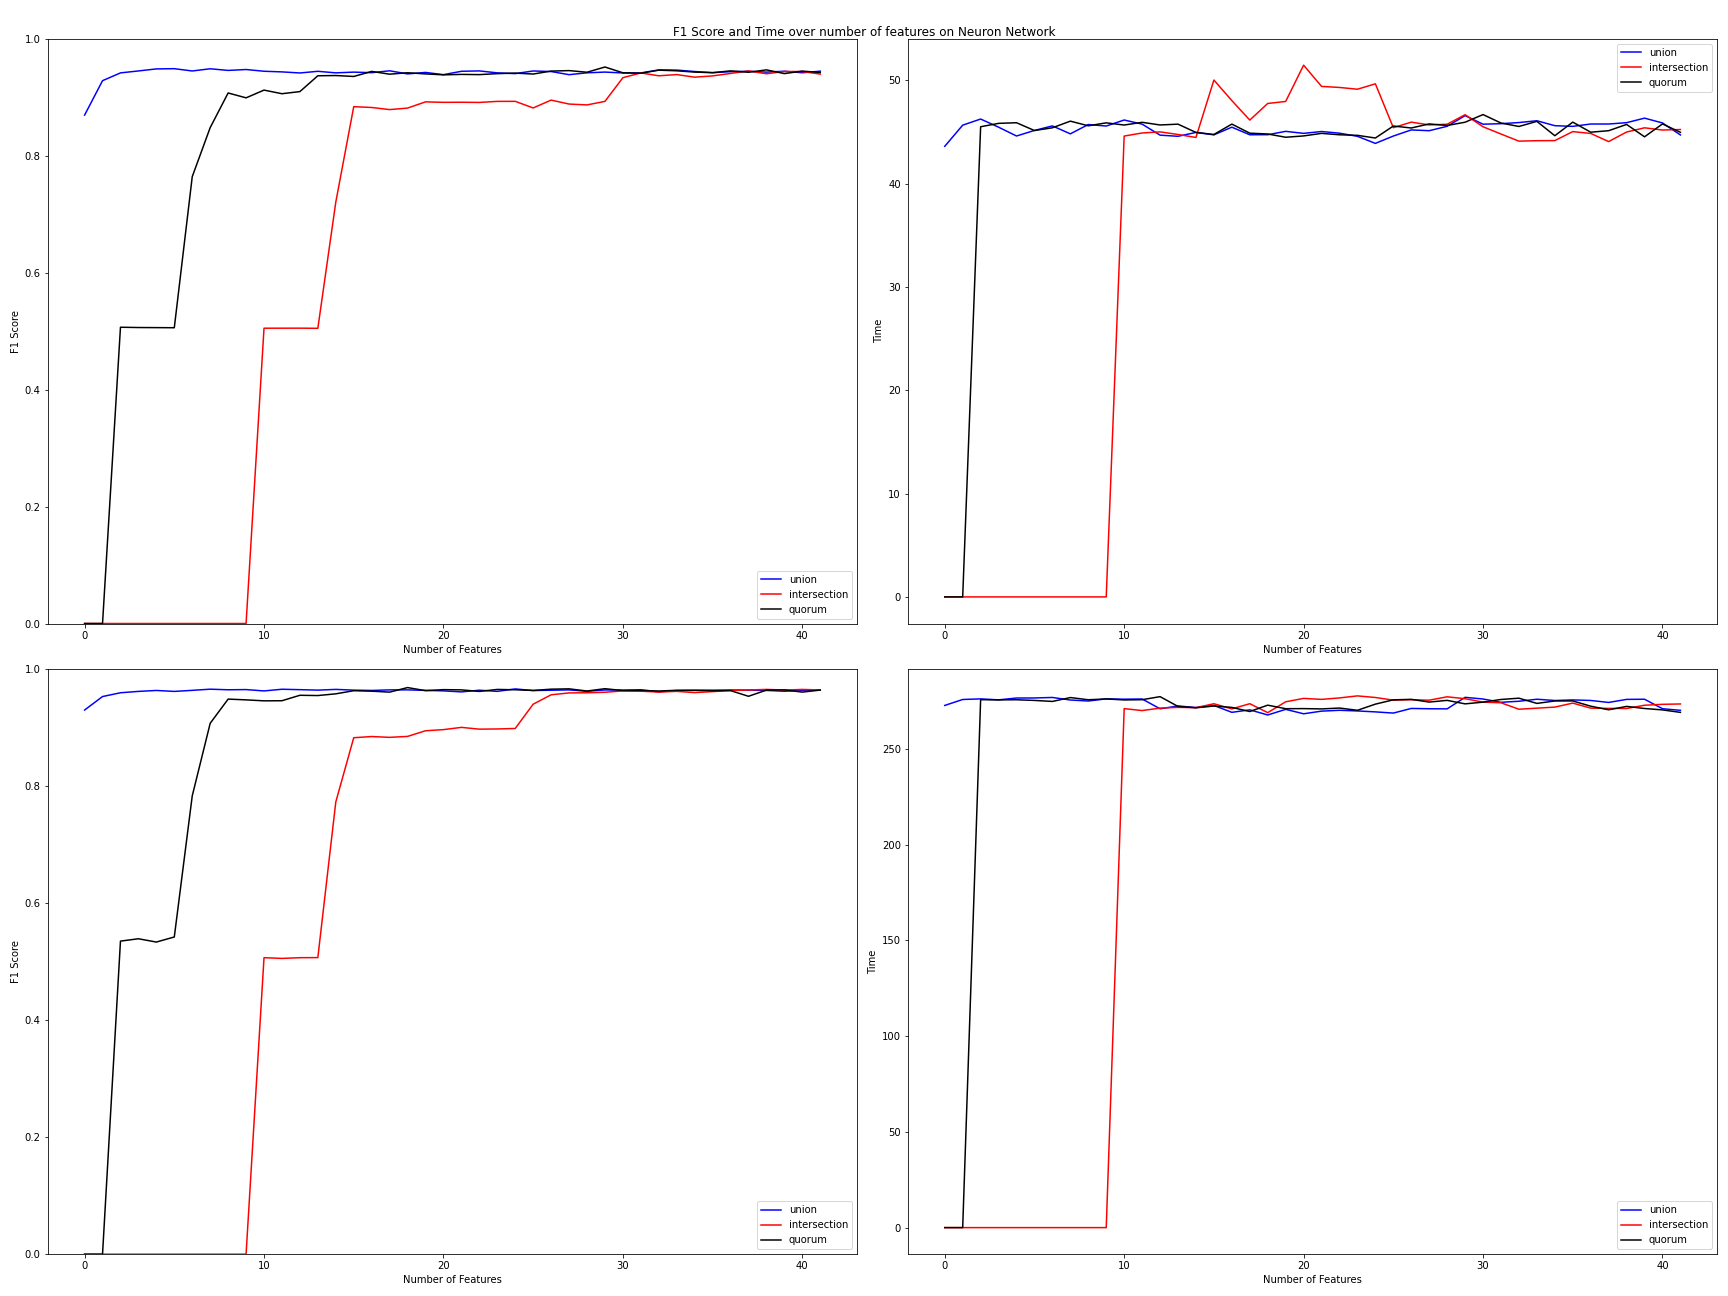 F1 Score and Time over number of features on Neuron Network
1.0
0.8
0.6
0.4
0.2
0.0
F1 Score
0 10 20 30 40
Number of Features
union
intersection
quorum
50
40
30
20
10
0
Time
0 10 20 30 40
Number of Features
union
intersection
quorum
1.0
0.8
0.6
0.4
0.2
0.0
F1 Score
0 10 20 30 40
Number of Features
union
intersection
quorum
250
200
150
100
50
0
Time
0 10 20 30 40
Number of Features
union
intersection
quorum